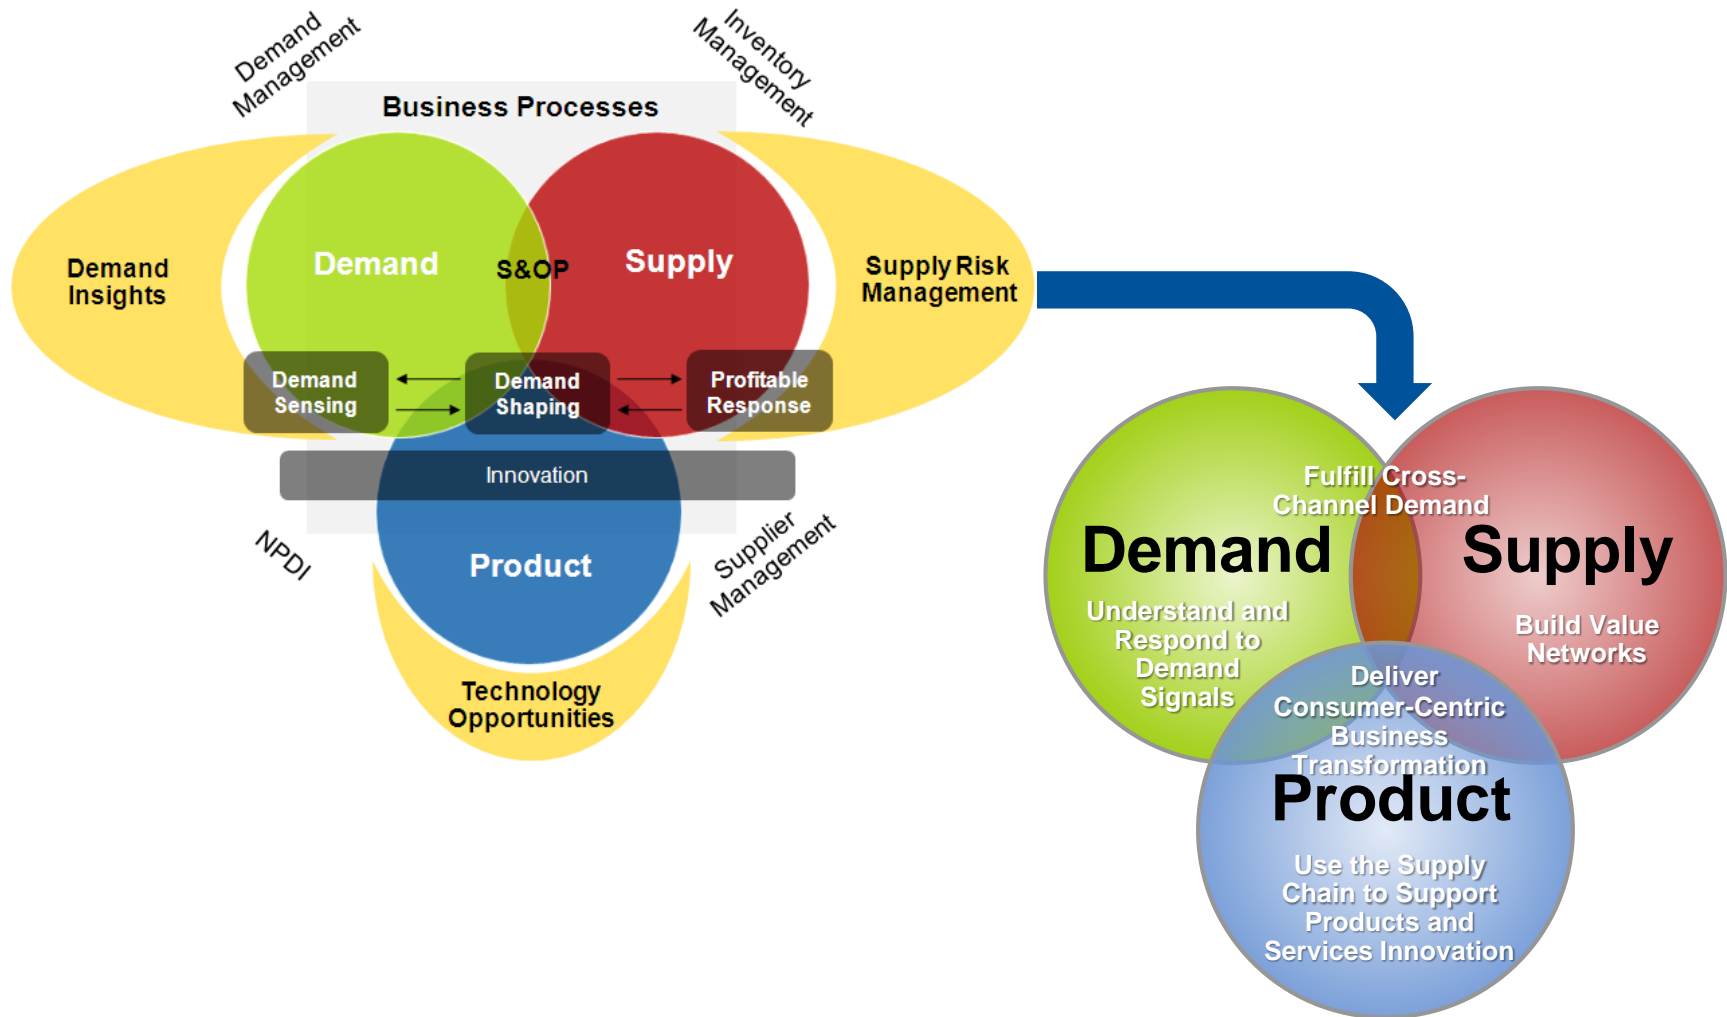 Demand
Management
Inventory
Management
Business Processes
Demand
Insights
Demand
S&OP
Supply
Supply Risk
Management
Demand
Sensing
Demand
Shaping
Profitable
Response
Innovation
NPDI
Product
Supplier
Management
Technology
Opportunities
Fulfill Cross-
Channel Demand
Demand
Supply
Understand and
Respond to
Demand
Signals
Build Value
Networks
Deliver
Consumer-Centric
Business
Transformation
Product
Use the Supply
Chain to Support
Products and
Services Innovation